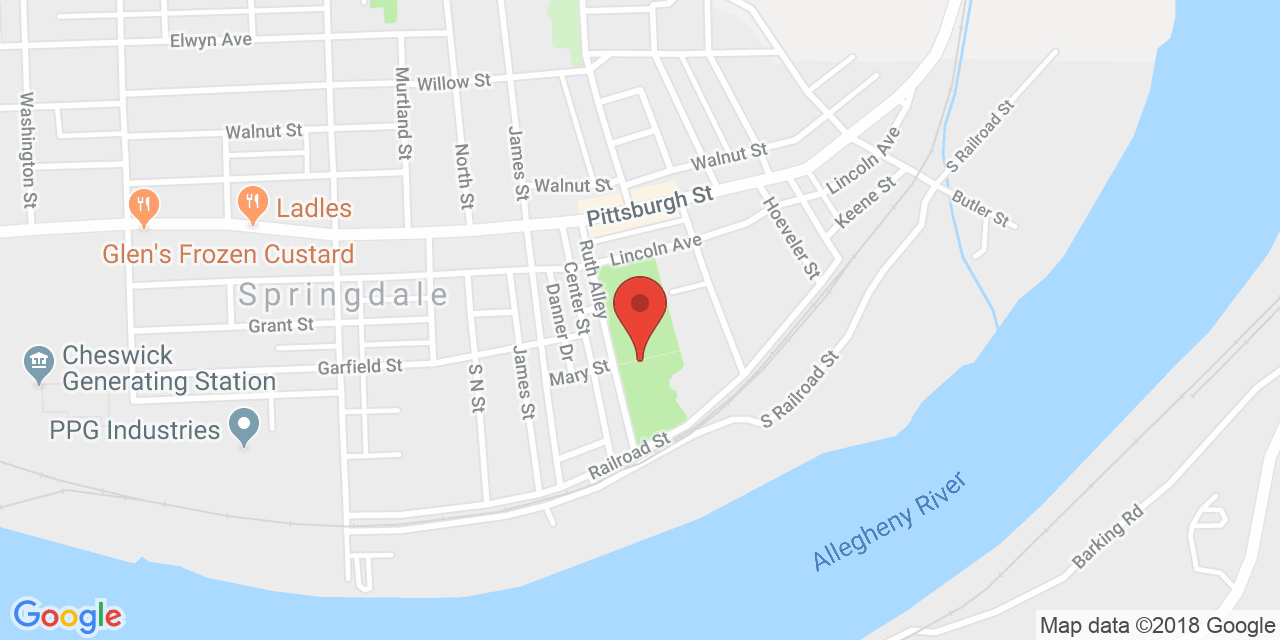 Elwyn Ave
Willow St
Washington St
Murtland St
Walnut St
North St
James St
Walnut St
Walnut St
Pittsburgh St
Lincoln Ave
Keene St
S Railroad St
Butler St
Hoeveler St
Ladles
Glen's Frozen Custard
Lincoln Ave
Ruth Alley
Center St
Danner Dr
Springdale
Grant St
Garfield St
Mary St
S N St
James St
Cheswick
Generating Station
PPG Industries
S Railroad St
Railroad St
Allegheny River
Barking Rd
Google
Map data ©2018 Google